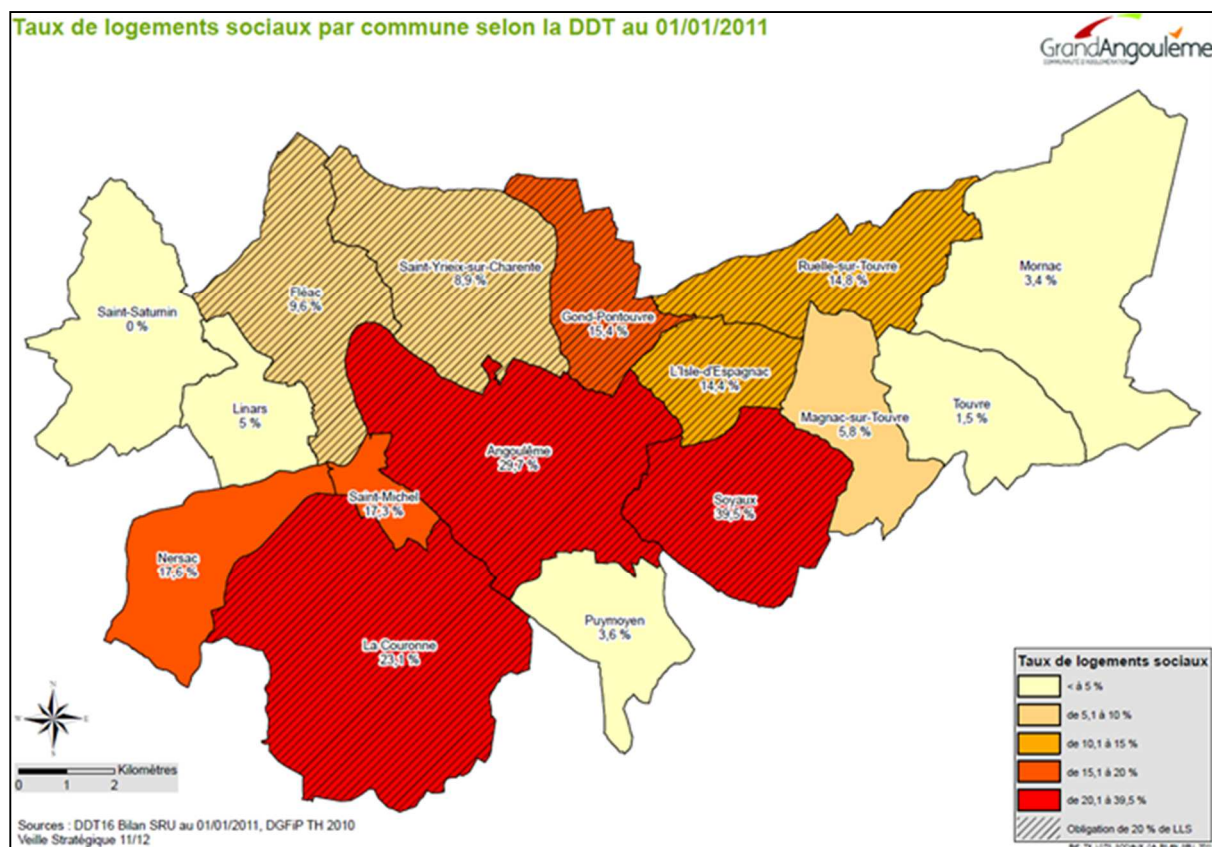 Taux de logements sociaux par commune selon la DDT au 01/01/2011
GrandAngoulême
COMMUNAUTÉ D'AGGLOMÉRATION
Saint-Yrieix-sur-Charente
8,9 %
Ruelle-sur-Touvre
14,8 %
Mornac
3,4 %
Fléac
9,6 %
Saint-Saturnin
0 %
Gond-Pontouvre
15,4 %
L'Isle-d'Espagnac
14,4 %
Linars
5 %
Magnac-sur-Touvre
5,8 %
Touvre
1,5 %
Angoulême
29,7 %
Saint-Michel
17,3 %
Soyaux
39,5 %
Nersac
17,6 %
Puymoyen
3,6 %
La Couronne
23,1 %
Taux de logements sociaux
< à 5 %
de 5,1 à 10 %
de 10,1 à 15 %
de 15,1 à 20 %
de 20,1 à 39,5 %
Obligation de 20 % de LLS
N
W E
S
Kilomètres
0 1 2
Sources : DDT16 Bilan SRU au 01/01/2011, DGFiP TH 2010
Veille Stratégique 11/12